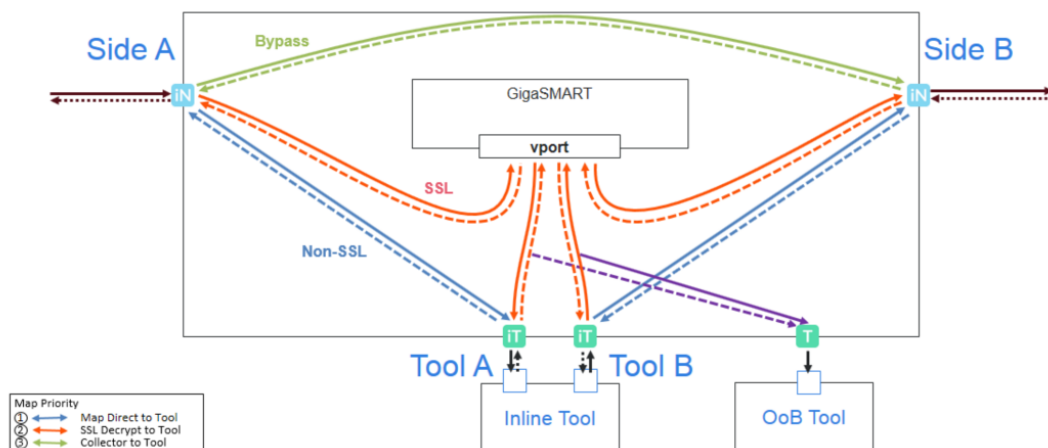 Bypass
Side A
Side B
iN
iN
GigaSMART
vport
SSL
Non-SSL
iT
iT
T
Tool A
Tool B
Inline Tool
OoB Tool
Map Priority
① Map Direct to Tool
② SSL Decrypt to Tool
③ Collector to Tool